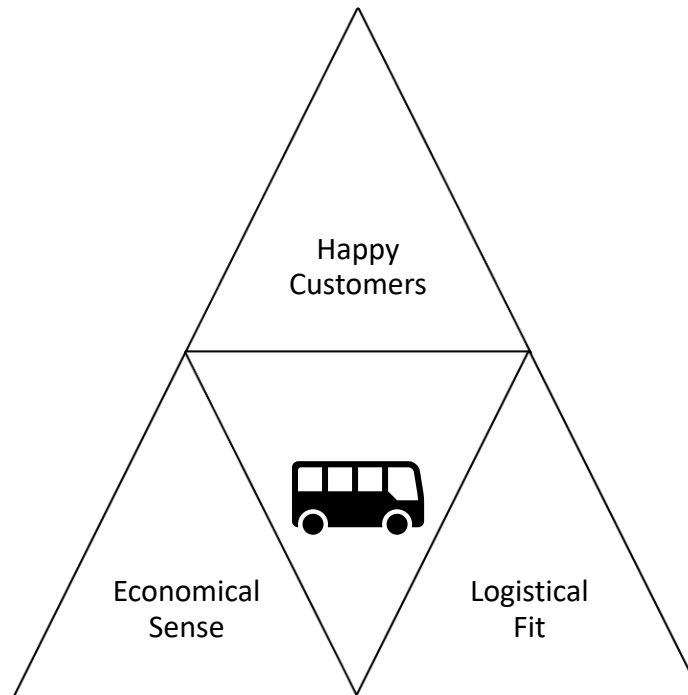 Happy
Customers
Economical
Sense
Logistical
Fit